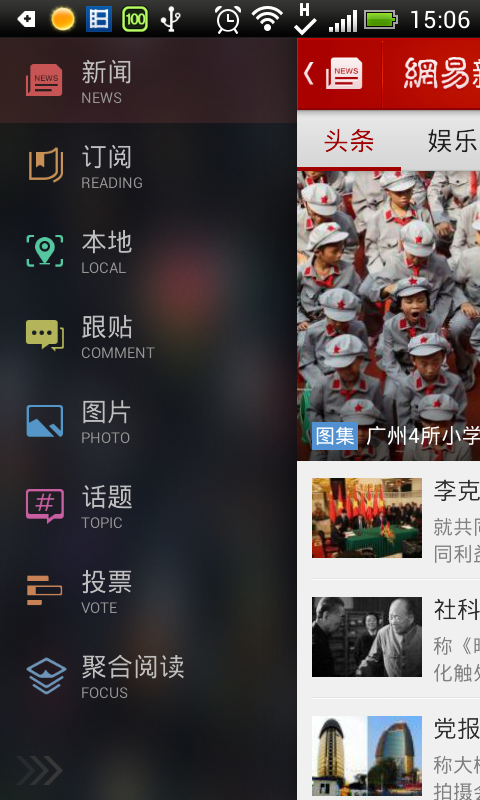 100
H
15:06
新闻
NEWS
订阅
READING
本地
LOCAL
跟贴
COMMENT
图片
PHOTO
话题
TOPIC
投票
VOTE
聚合阅读
FOCUS
NEWS
網易
头条
娱乐
图集 广州4所小学
李克
就共同
同利益
社科
称《
化触处
党报
称大
拍摄会